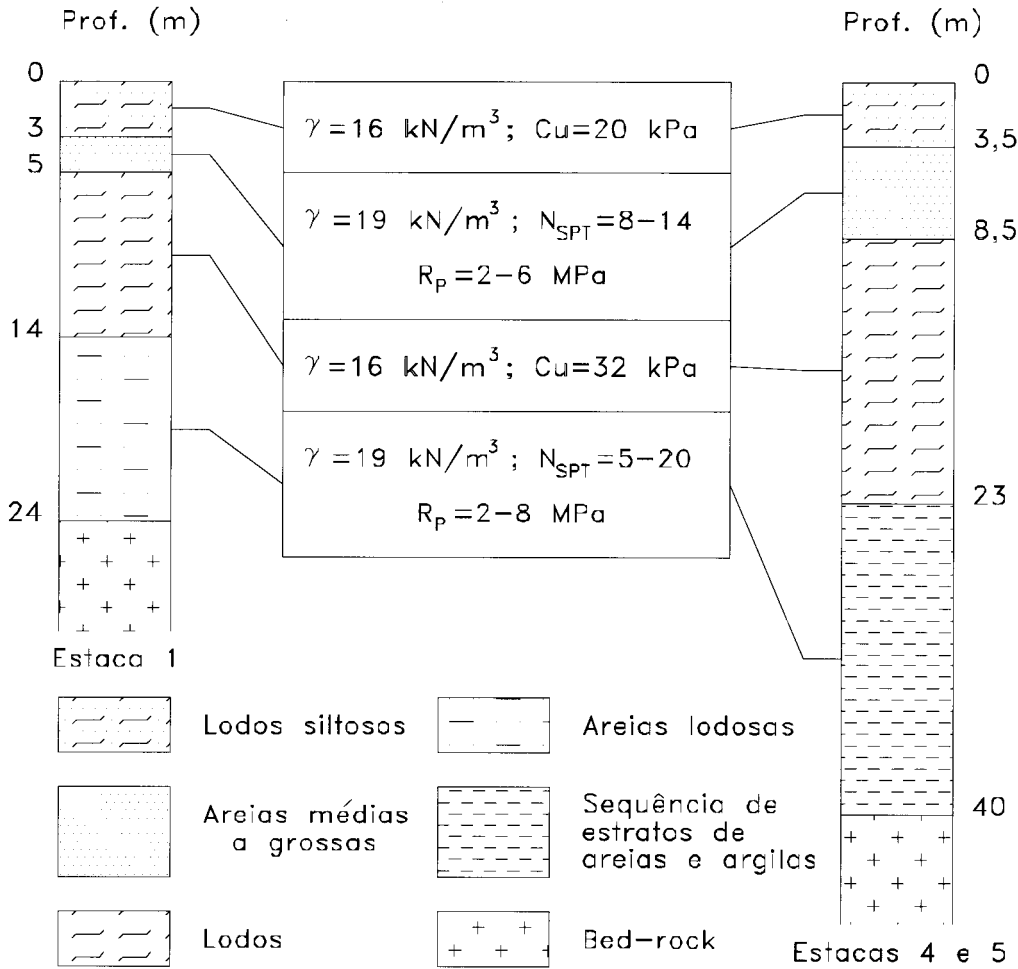 Prof. (m)
Prof. (m)
0
3
5
14
24
γ=16 kN/m³; Cu=20 kPa
γ=19 kN/m³; N_SPT=8-14
R_P=2-6 MPa
γ=16 kN/m³; Cu=32 kPa
γ=19 kN/m³; N_SPT=5-20
R_P=2-8 MPa
0
3,5
8,5
23
40
Estaca 1
Estacas 4 e 5
Lodos siltosos
Areias médias
a grossas
Lodos
Areias lodosas
Sequência de
estratos de
areias e argilas
Bed-rock